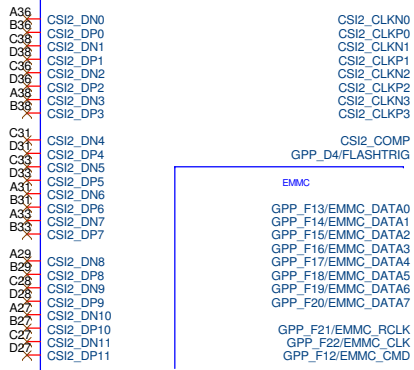 A36 CSI2_DN0 CSI2_CLKN0
B36 CSI2_DP0 CSI2_CLKP0
C38 CSI2_DN1 CSI2_CLKN1
D38 CSI2_DP1 CSI2_CLKP1
C36 CSI2_DN2 CSI2_CLKN2
D36 CSI2_DP2 CSI2_CLKP2
A38 CSI2_DN3 CSI2_CLKN3
B38 CSI2_DP3 CSI2_CLKP3
C31 CSI2_DN4 CSI2_COMP
D31 CSI2_DP4 GPP_D4/FLASHTRIG
C33 CSI2_DN5
D33 CSI2_DP5 EMMC
A31 CSI2_DN6
B31 CSI2_DP6 GPP_F13/EMMC_DATA0
A33 CSI2_DN7 GPP_F14/EMMC_DATA1
B33 CSI2_DP7 GPP_F15/EMMC_DATA2
GPP_F16/EMMC_DATA3
A29 CSI2_DN8 GPP_F17/EMMC_DATA4
B29 CSI2_DP8 GPP_F18/EMMC_DATA5
C28 CSI2_DN9 GPP_F19/EMMC_DATA6
D28 CSI2_DP9 GPP_F20/EMMC_DATA7
A27 CSI2_DN10
B27 CSI2_DP10 GPP_F21/EMMC_RCLK
C27 CSI2_DN11 GPP_F22/EMMC_CLK
D27 CSI2_DP11 GPP_F12/EMMC_CMD